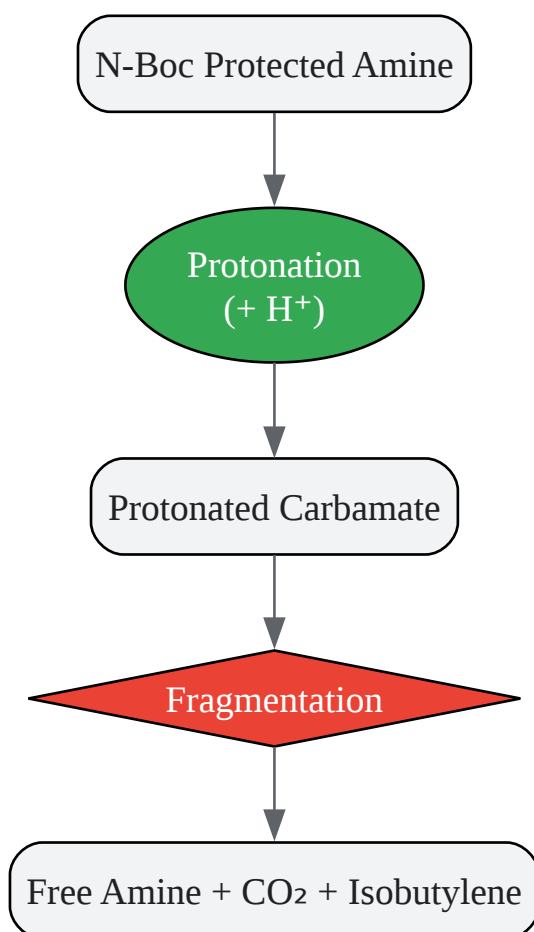 N-Boc Protected Amine
Protonation
(+ H⁺)
Protonated Carbamate
Fragmentation
Free Amine + CO₂ + Isobutylene